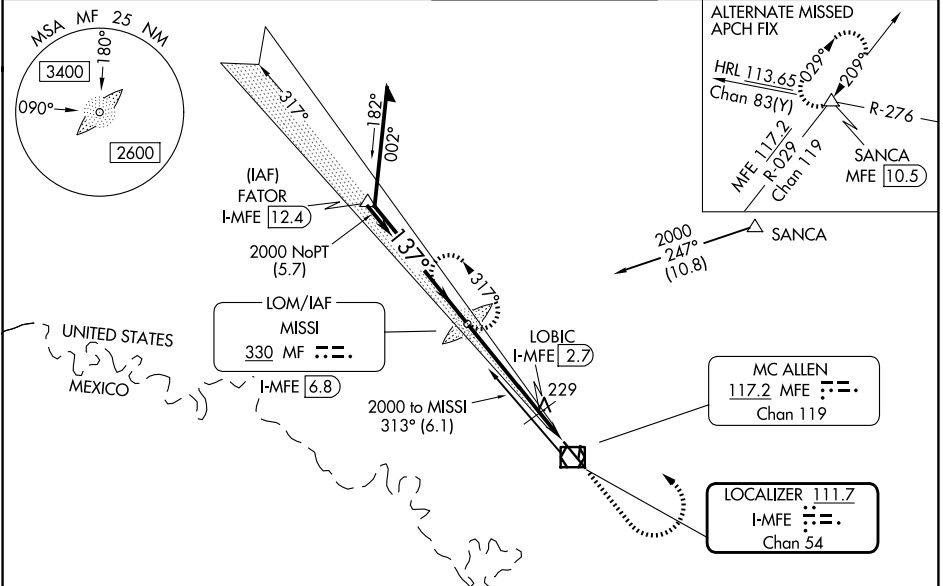 MSA MF 25 NM
180°
3400
090°
2600
317°
182°
002°
(IAF)
FATOR
I-MFE 12.4
2000 NoPT
(5.7)
137°
317°
LOM/IAF
MISSI
330 MF
I-MFE 6.8
UNITED STATES
MEXICO
LOBIC
I-MFE 2.7
229
2000 to MISSI
313° (6.1)
ALTERNATE MISSED
APCH FIX
HRL 113.65
Chan 83(Y)
029°
209°
R-276
MFE 117.2
R-029
Chan 119
SANCA
MFE 10.5
SANCA
2000
247°
(10.8)
MC ALLEN
117.2 MFE
Chan 119
LOCALIZER 111.7
I-MFE
Chan 54